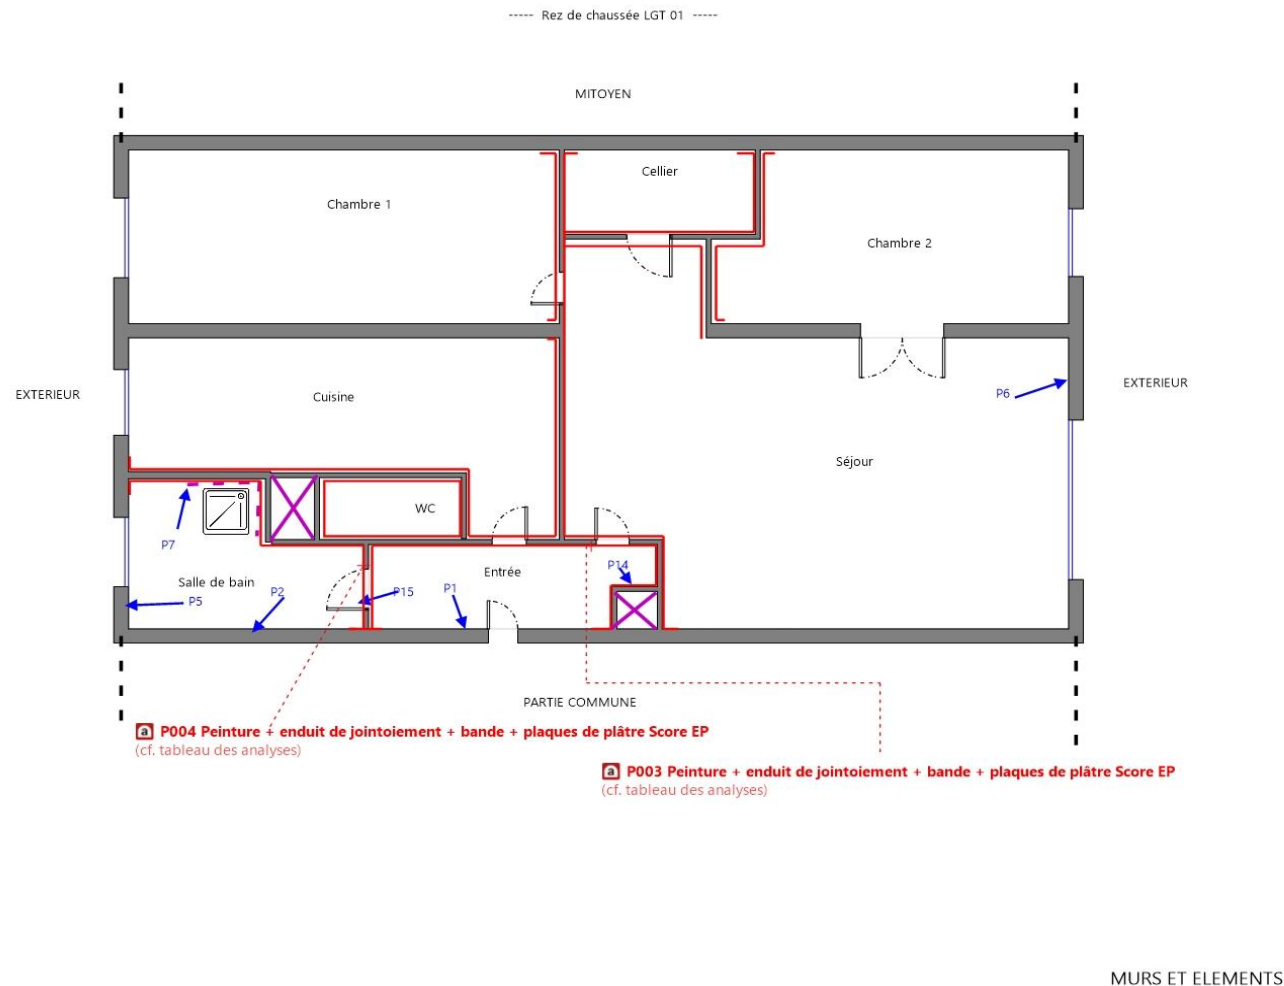 ----- Rez de chaussée LGT 01 -----
MITOYEN
Cellier
Chambre 1
Chambre 2
EXTERIEUR
EXTERIEUR
P6
Cuisine
Séjour
WC
P7
Entrée
P14
Salle de bain
P5
P2
P15
P1
PARTIE COMMUNE
a P004 Peinture + enduit de jointoiement + bande + plaques de plâtre Score EP
(cf. tableau des analyses)
a P003 Peinture + enduit de jointoiement + bande + plaques de plâtre Score EP
(cf. tableau des analyses)
MURS ET ELEMENTS